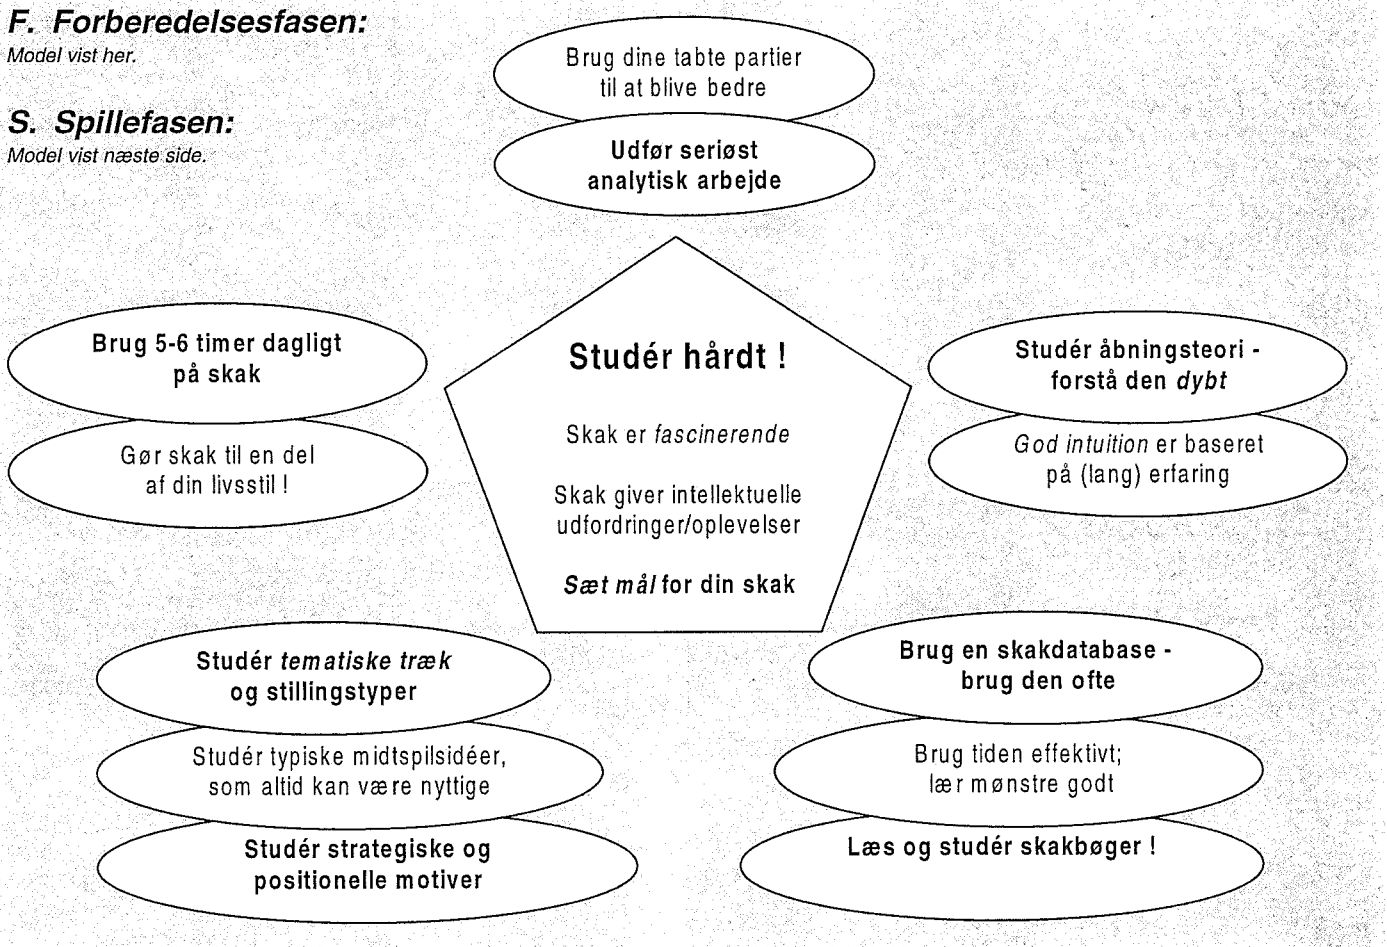 F. Forberedelsesfasen:
Model vist her.
S. Spillefasen:
Model vist næste side.
Brug dine tabte partier
til at blive bedre
Udfør seriøst
analytisk arbejde
Brug 5-6 timer dagligt
på skak
Gør skak til en del
af din livsstil !
Studér hårdt !
Skak er fascinerende
Skak giver intellektuelle
udfordringer/oplevelser
Sæt mål for din skak
Studér åbningsteori -
forstå den dybt
God intuition er baseret
på (lang) erfaring
Studér tematiske træk
og stillingstyper
Studér typiske midtspilsidéer,
som altid kan være nyttige
Studér strategiske og
positionelle motiver
Brug en skakdatabase -
brug den ofte
Brug tiden effektivt;
lær mønstre godt
Læs og studér skakbøger !